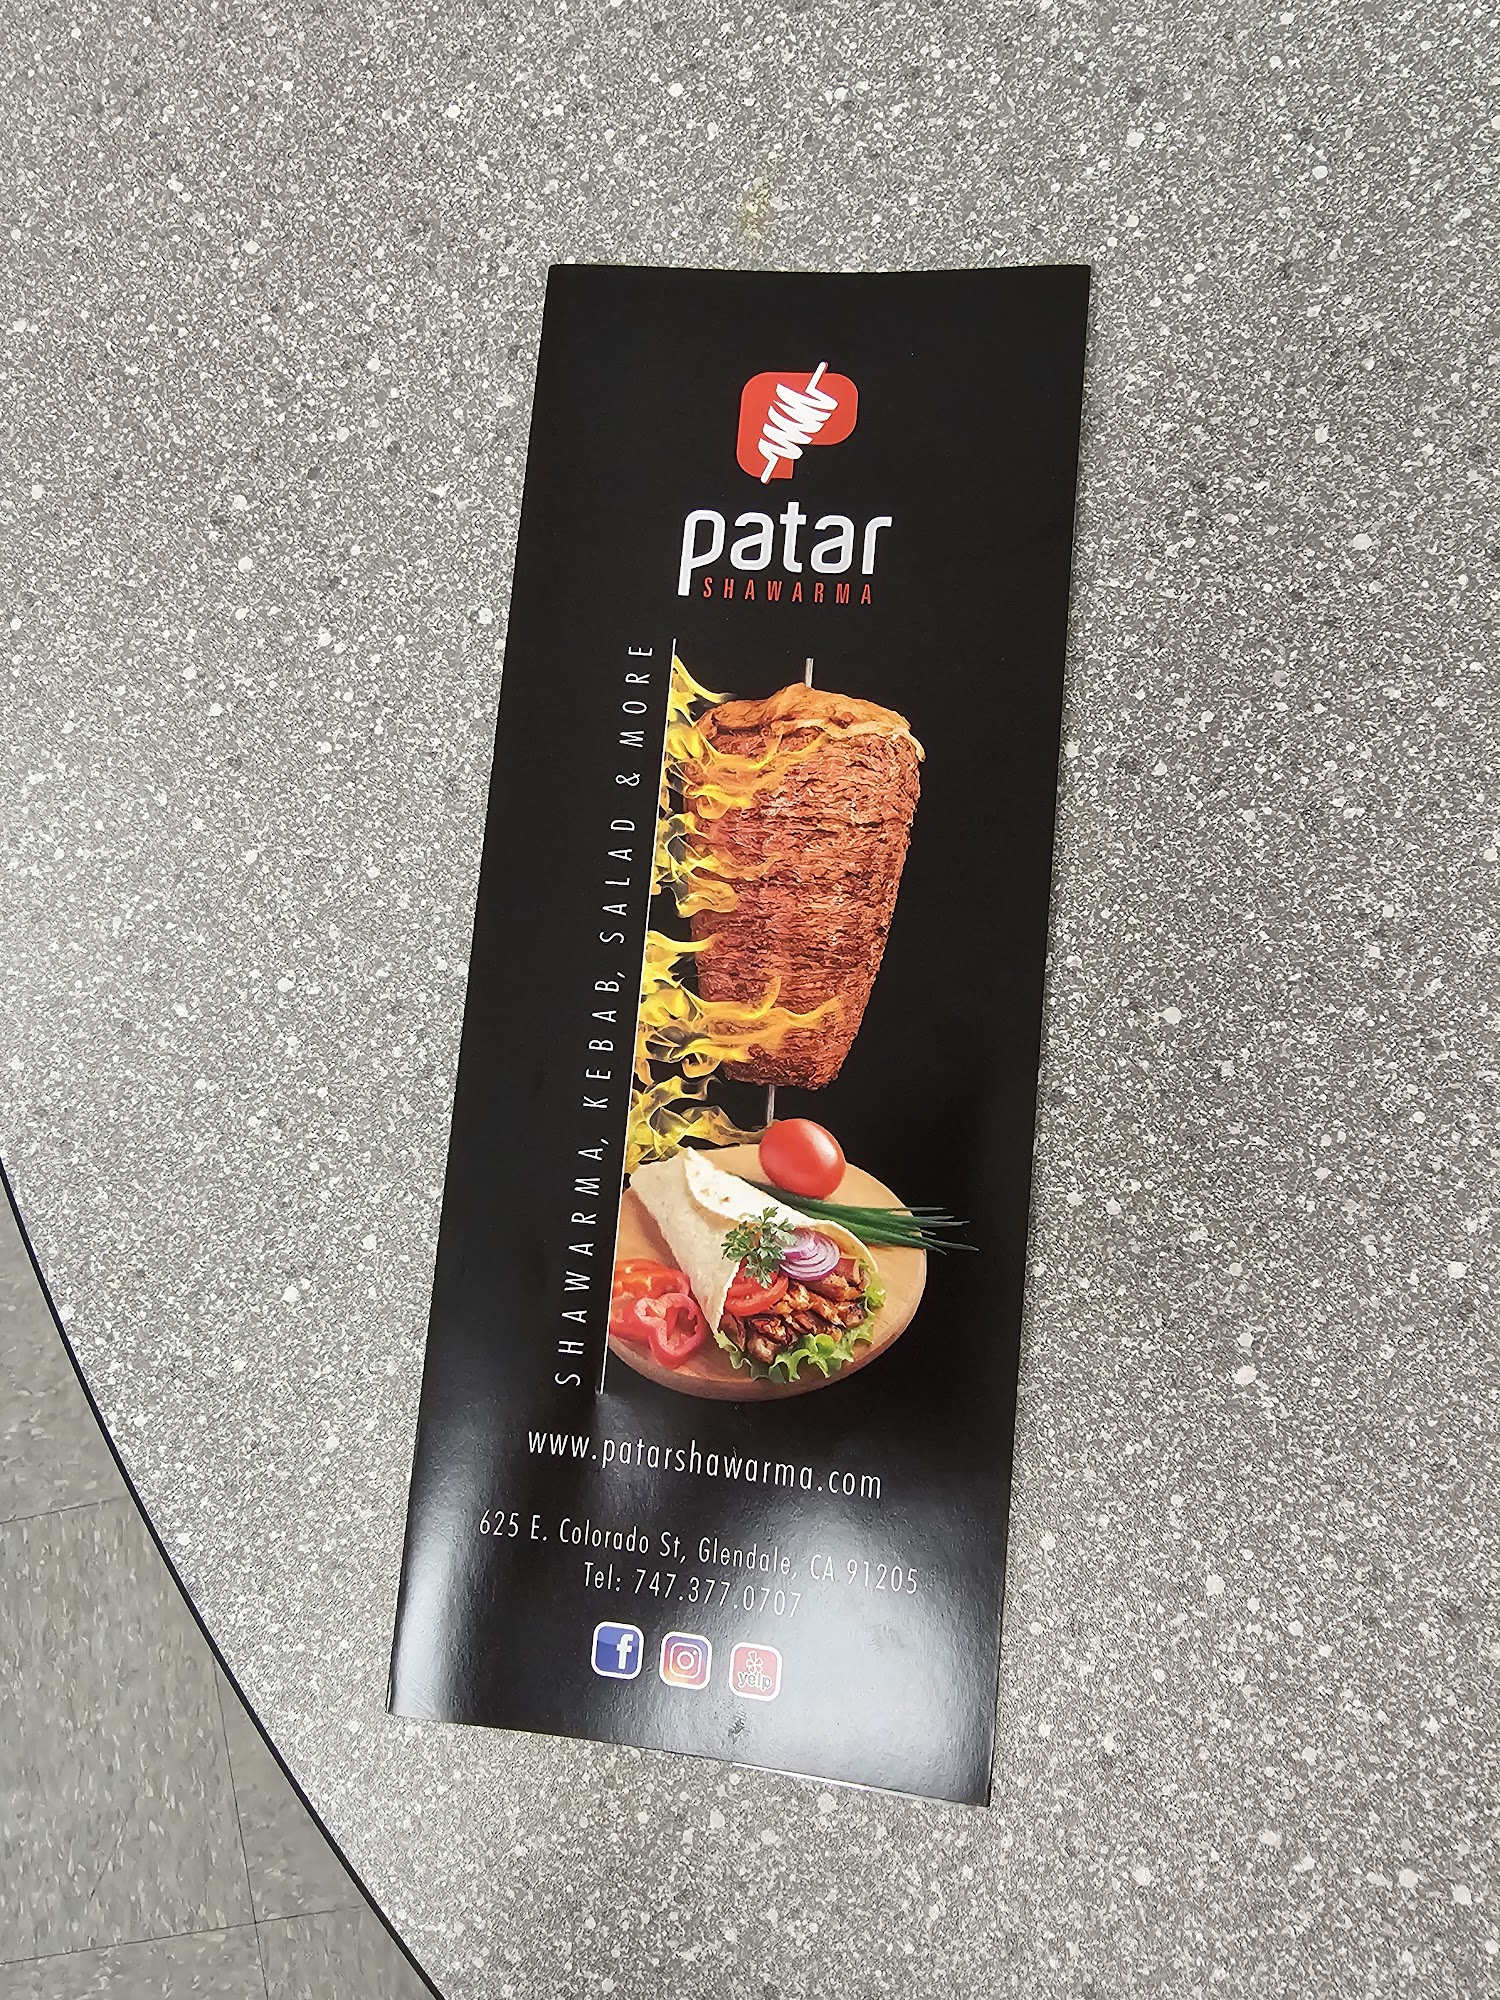 patar
SHAWARMA
SHAWARMA, KEBAB, SALAD & MORE
www.patarshawarma.com
625 E. Colorado St, Glendale, CA 91205
Tel: 747.377.0707
f
yelp